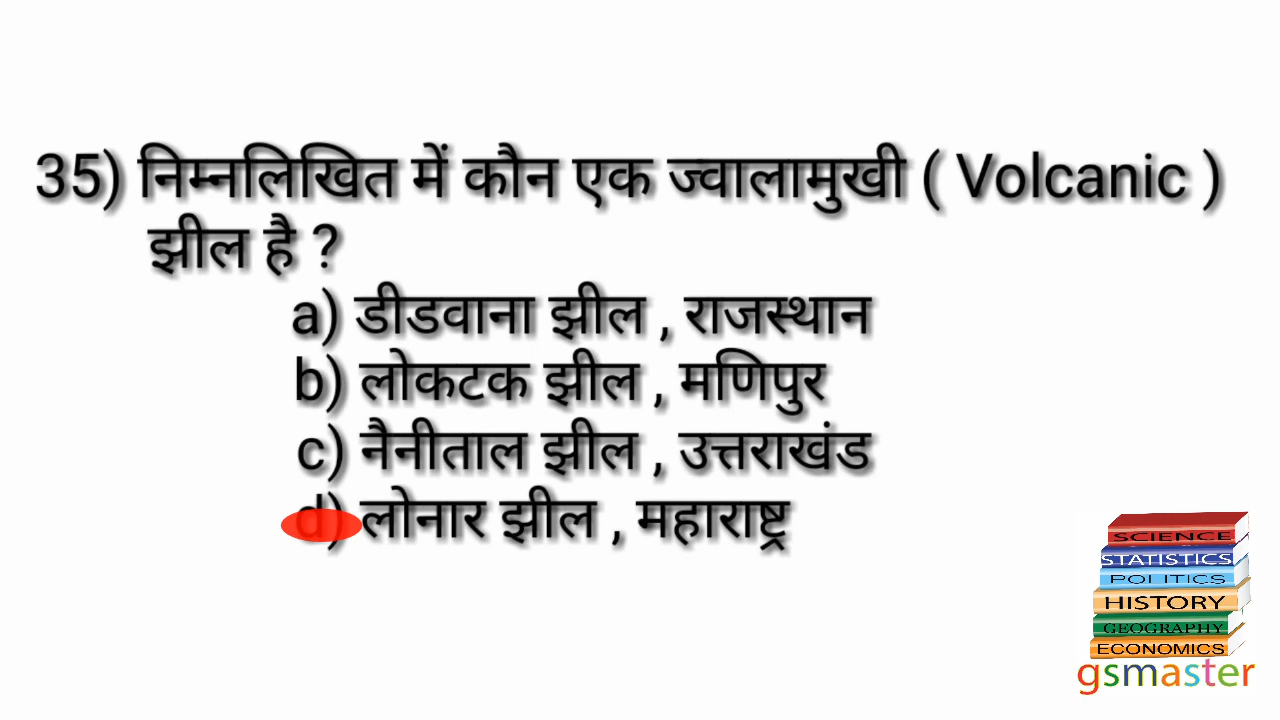 35) निम्नलिखित में कौन एक ज्वालामुखी ( Volcanic )
झील है ?
a) डीडवाना झील , राजस्थान
b) लोकटक झील , मणिपुर
c) नैनीताल झील , उत्तराखंड
d) लोनार झील , महाराष्ट्र
SCIENCE
STATISTICS
POLITICS
HISTORY
GEOGRAPHY
ECONOMICS
gsmaster